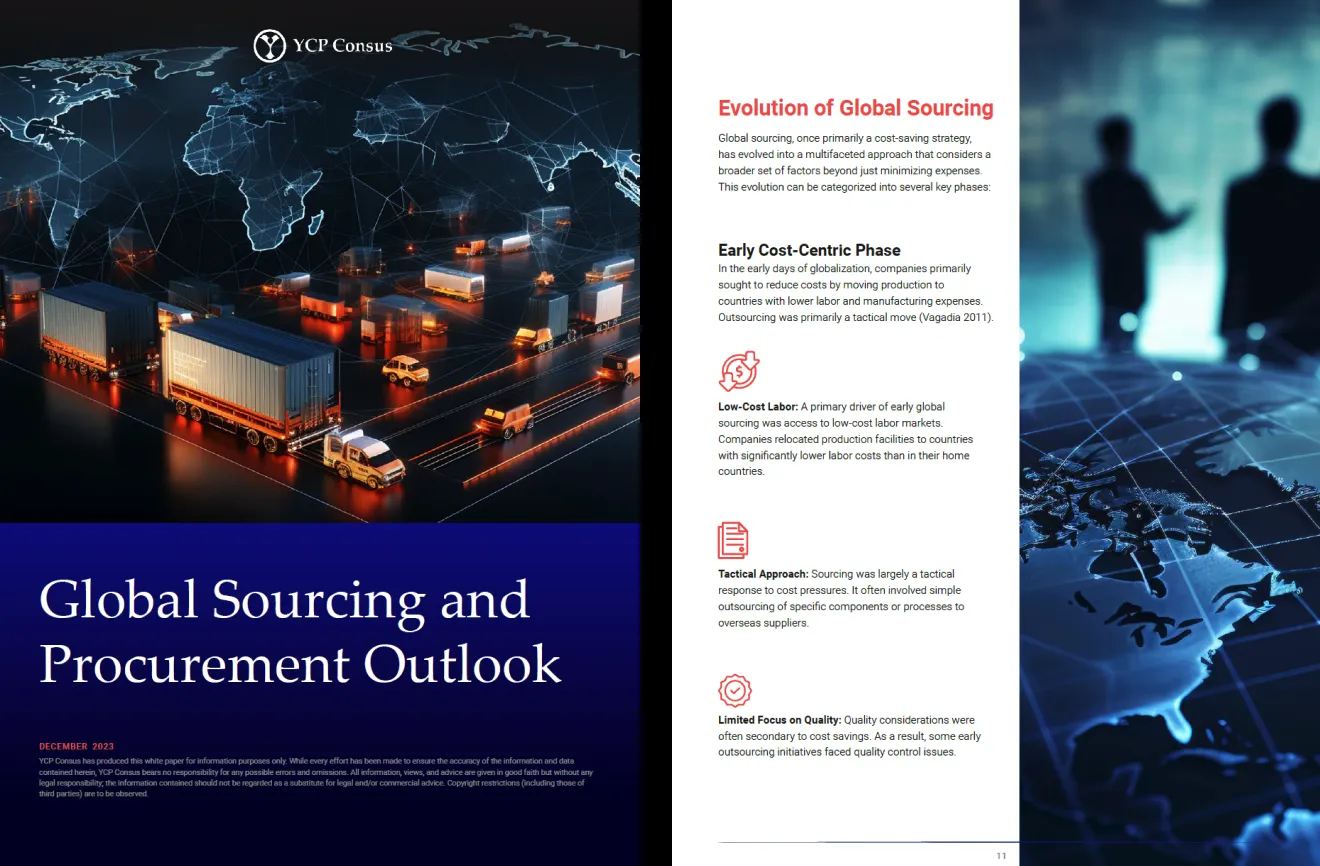 YCP Consus
Global Sourcing and
Procurement Outlook
DECEMBER 2023
YCP Consus has produced this white paper for information purposes only. While every effort has been made to ensure the accuracy of the information and data
contained herein, YCP Consus bears no responsibility for any possible errors and omissions. All information, views, and advice are given in good faith but without any
legal responsibility; the information contained should not be regarded as a substitute for legal and/or commercial advice. Copyright restrictions (including those of
third parties) are to be observed.
Evolution of Global Sourcing
Global sourcing, once primarily a cost-saving strategy,
has evolved into a multifaceted approach that considers a
broader set of factors beyond just minimizing expenses.
This evolution can be categorized into several key phases:
Early Cost-Centric Phase
In the early days of globalization, companies primarily
sought to reduce costs by moving production to
countries with lower labor and manufacturing expenses.
Outsourcing was primarily a tactical move (Vagadia 2011).
Low-Cost Labor: A primary driver of early global
sourcing was access to low-cost labor markets.
Companies relocated production facilities to countries
with significantly lower labor costs than in their home
countries.
Tactical Approach: Sourcing was largely a tactical
response to cost pressures. It often involved simple
outsourcing of specific components or processes to
overseas suppliers.
Limited Focus on Quality: Quality considerations were
often secondary to cost savings. As a result, some early
outsourcing initiatives faced quality control issues.
11